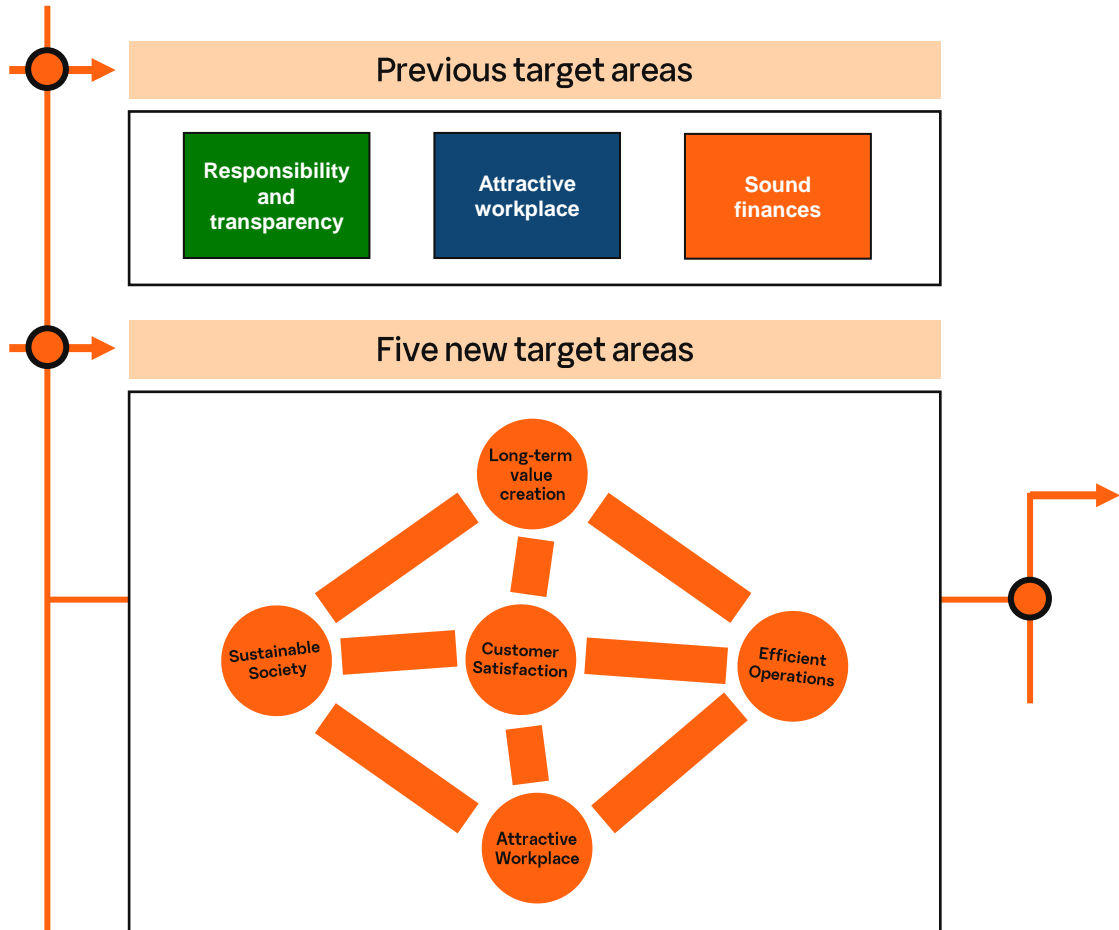 Previous target areas
Responsibility
and
transparency
Attractive
workplace
Sound
finances
Five new target areas
Long-term
value
creation
Sustainable
Society
Customer
Satisfaction
Efficient
Operations
Attractive
Workplace